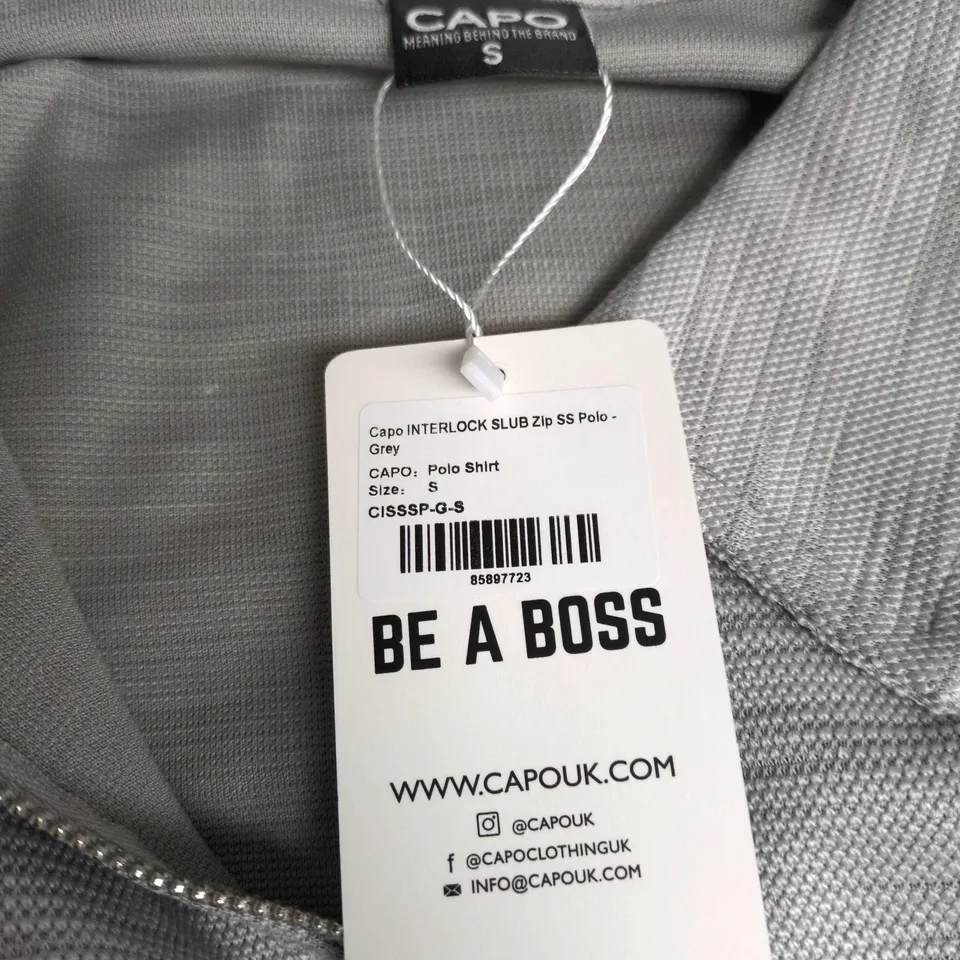 CAPO
MEANING BEHIND THE BRAND
S
Capo INTERLOCK SLUB Zip SS Polo -
Grey
CAPO: Polo Shirt
Size: S
CISSSP-G-S
85897723
BE A BOSS
WWW.CAPOUK.COM
@CAPOUK
f @CAPOCLOTHINGUK
INFO@CAPOUK.COM